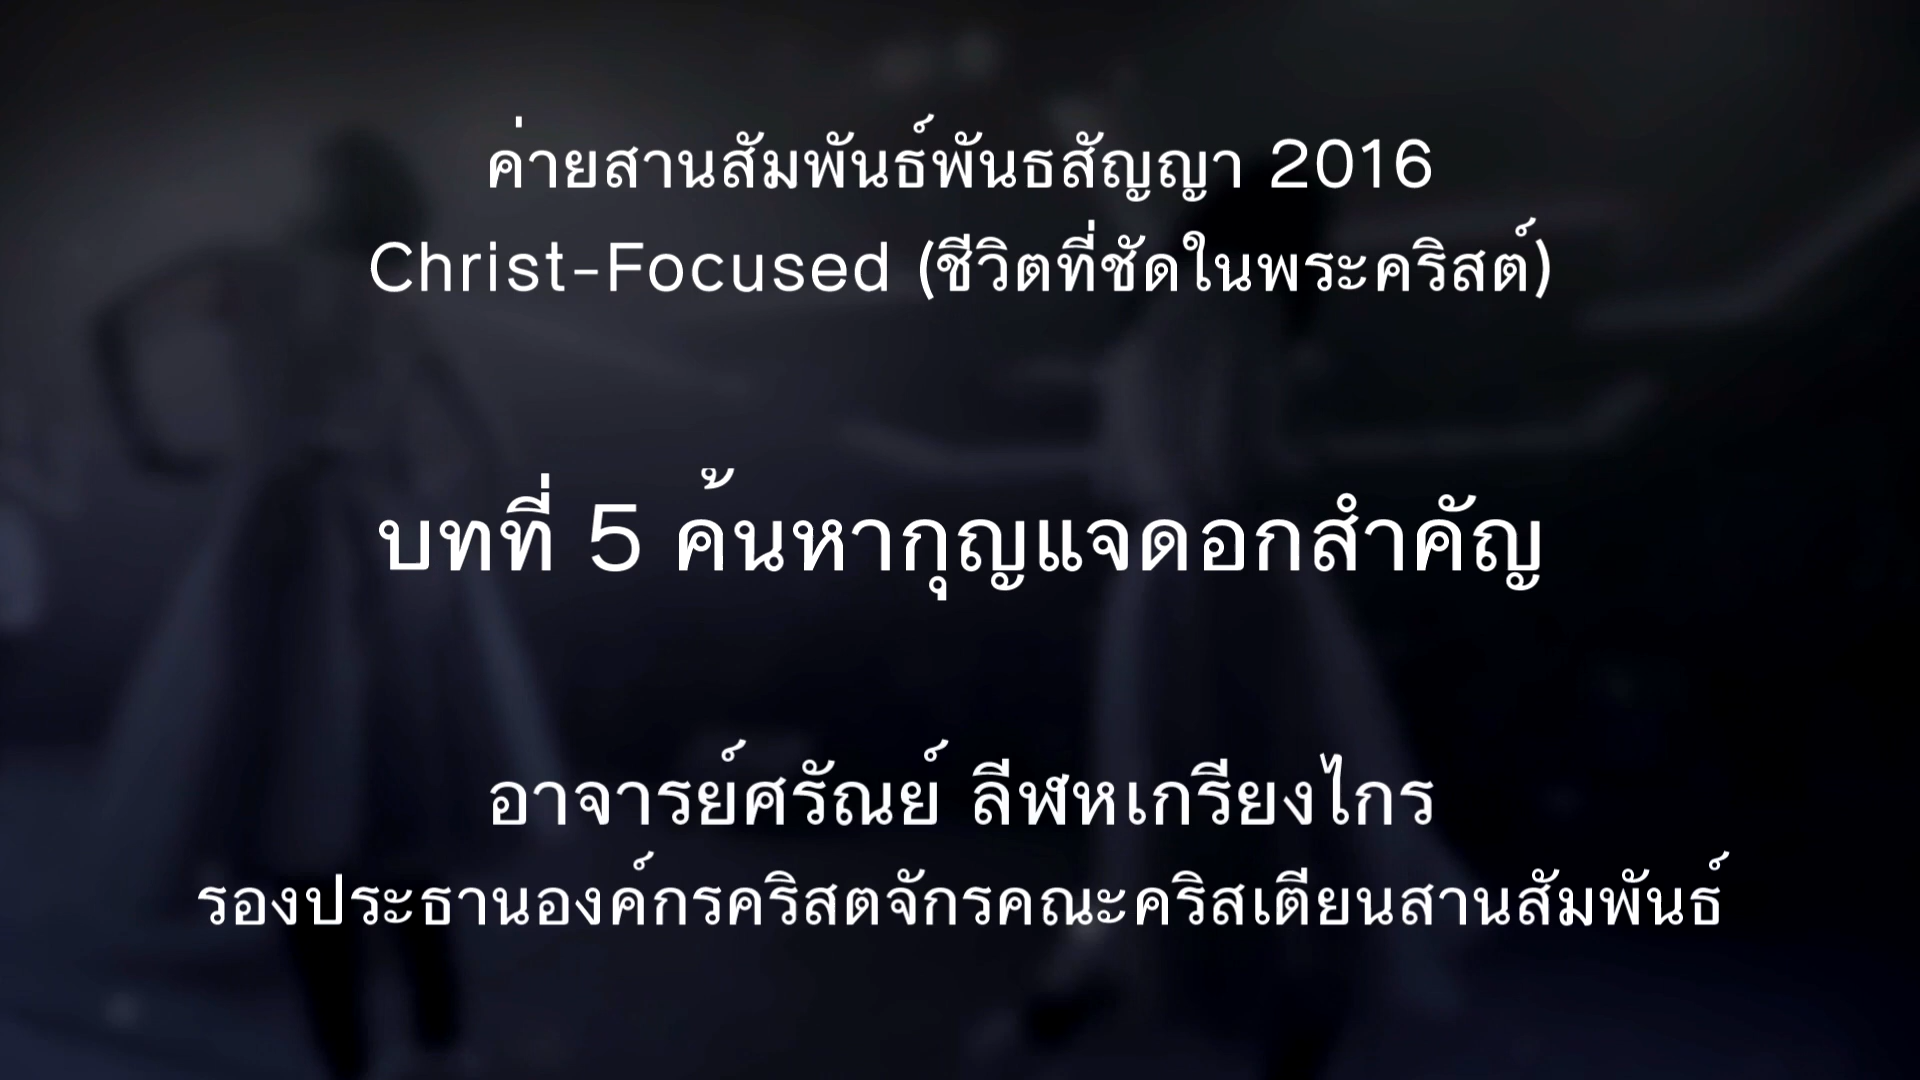 ค่ายสานสัมพันธ์พันธสัญญา 2016
Christ-Focused (ชีวิตที่ชัดในพระคริสต์)
บทที่ 5 ค้นหากุญแจดอกสำคัญ
อาจารย์ศรัณย์ ลีฬหเกรียงไกร
รองประธานองค์กรคริสตจักรคณะคริสเตียนสานสัมพันธ์